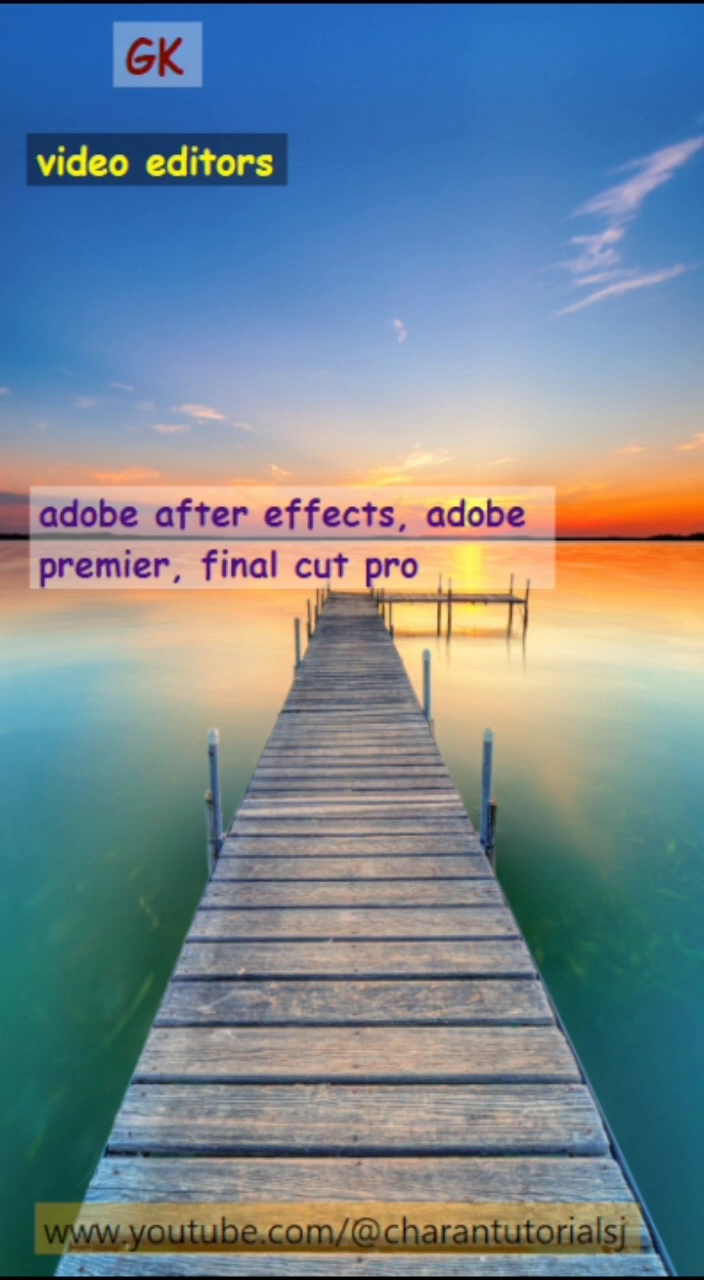 GK
video editors
adobe after effects, adobe
premier, final cut pro
www.youtube.com/@charantutorialsj